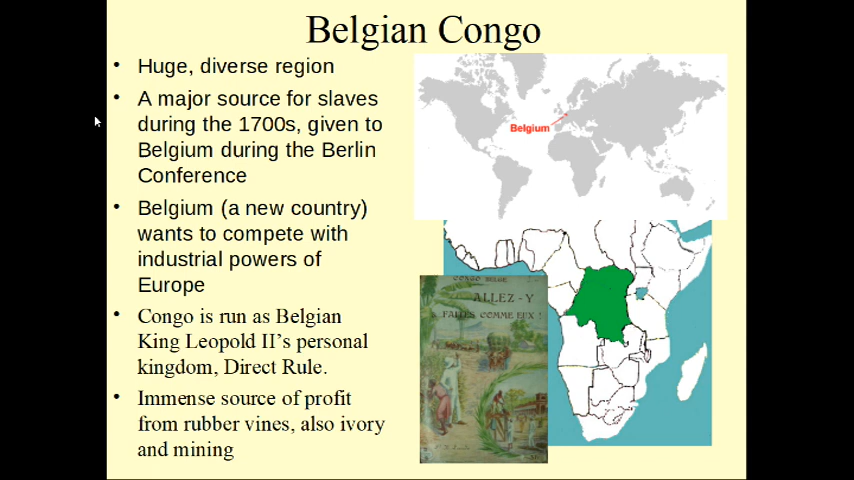 Belgian Congo
• Huge, diverse region
• A major source for slaves
during the 1700s, given to
Belgium during the Berlin
Conference
• Belgium (a new country)
wants to compete with
industrial powers of
Europe
• Congo is run as Belgian
King Leopold II’s personal
kingdom, Direct Rule.
• Immense source of profit
from rubber vines, also ivory
and mining
Belgium
CONGO BELGE
ALLEZ-Y
& FAITES COMME EUX !